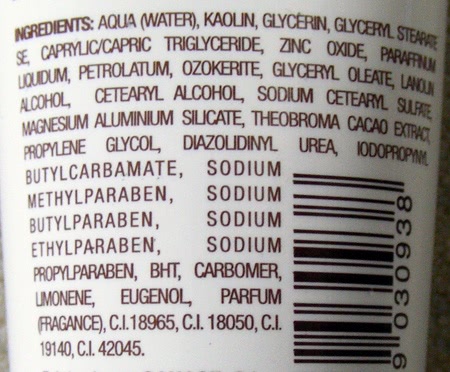 INGREDIENTS: AQUA (WATER), KAOLIN, GLYCERIN, GLYCERYL STEARATE
SE, CAPRYLIC/CAPRIC TRIGLYCERIDE, ZINC OXIDE, PARAFFINUM
LIQUIDUM, PETROLATUM, OZOKERITE, GLYCERYL OLEATE, LANOLIN
ALCOHOL, CETEARYL ALCOHOL, SODIUM CETEARYL SULFATE,
MAGNESIUM ALUMINIUM SILICATE, THEOBROMA CACAO EXTRACT,
PROPYLENE GLYCOL, DIAZOLIDINYL UREA, IODOPROPYNYL
BUTYLCARBAMATE, SODIUM
METHYLPARABEN, SODIUM
BUTYLPARABEN, SODIUM
ETHYLPARABEN, SODIUM
PROPYLPARABEN, BHT, CARBOMER,
LIMONENE, EUGENOL, PARFUM
(FRAGANCE), C.I.18965, C.I. 18050, C.I.
19140, C.I. 42045.
9 030938